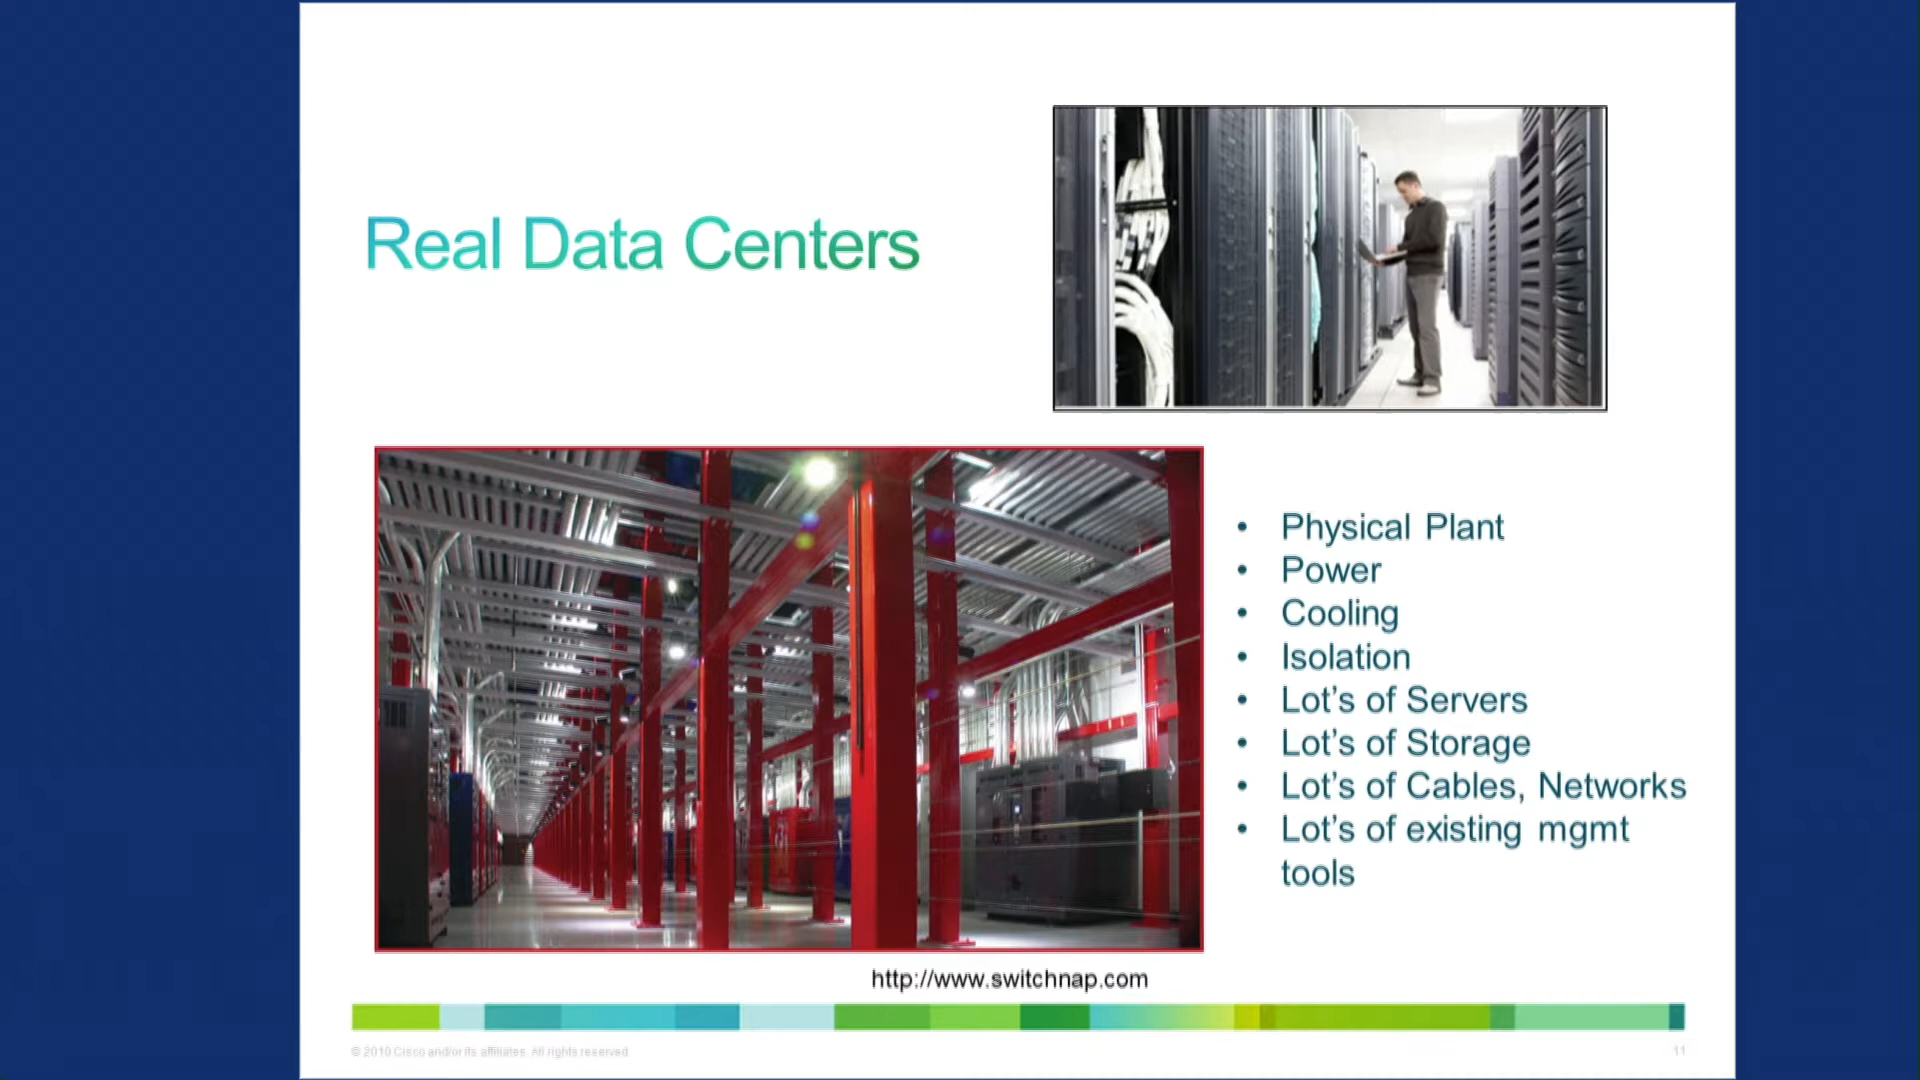 Real Data Centers
• Physical Plant
• Power
• Cooling
• Isolation
• Lot's of Servers
• Lot's of Storage
• Lot's of Cables, Networks
• Lot's of existing mgmt
tools
http://www.switchnap.com
© 2010 Cisco and/or its affiliates. All rights reserved
11